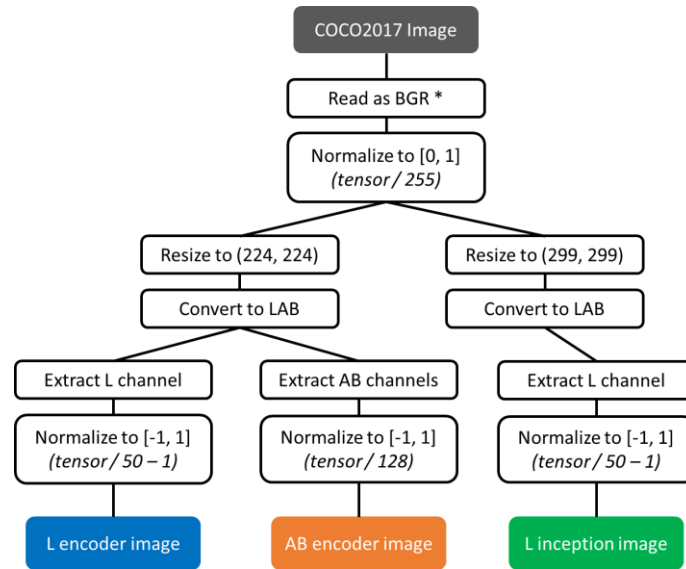 COCO2017 Image
Read as BGR *
Normalize to [0, 1]
(tensor / 255)
Resize to (224, 224)
Resize to (299, 299)
Convert to LAB
Convert to LAB
Extract L channel
Extract AB channels
Extract L channel
Normalize to [-1, 1]
(tensor / 50 – 1)
Normalize to [-1, 1]
(tensor / 128)
Normalize to [-1, 1]
(tensor / 50 – 1)
L encoder image
AB encoder image
L inception image